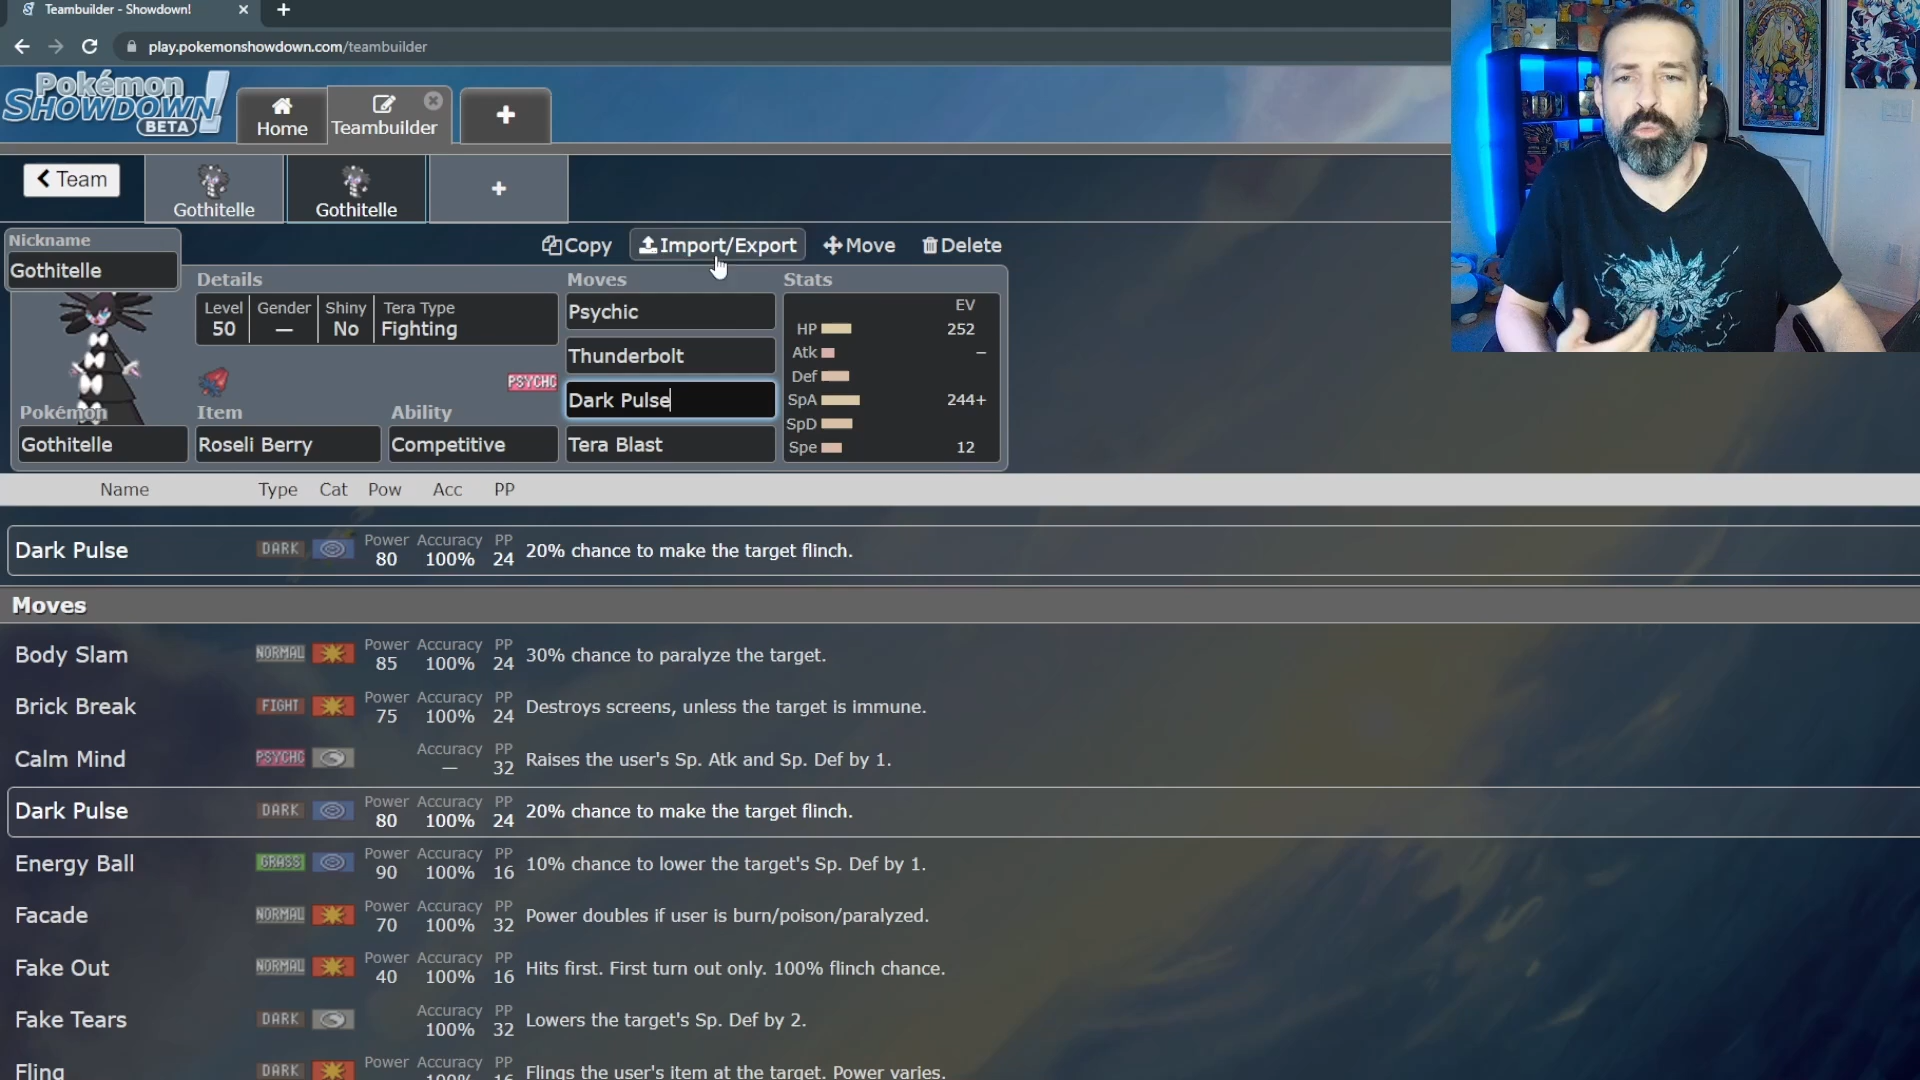 Teambuilder - Showdown!
play.pokemonshowdown.com/teambuilder
Pokémon
SHOWDOWN!
BETA
Home
Teambuilder
Team
Gothitelle
Gothitelle
Nickname
Gothitelle
Copy
Import/Export
Move
Delete
Details
Moves
Stats
Level
Gender
Shiny
Tera Type
50
—
No
Fighting
Psychic
Thunderbolt
Dark Pulse
Tera Blast
EV
HP 252
Atk –
Def
SpA 244+
SpD
Spe 12
PSYCHC
Pokémon
Item
Ability
Gothitelle
Roseli Berry
Competitive
Name Type Cat Pow Acc PP
Dark Pulse DARK Power 80 Accuracy 100% PP 24 20% chance to make the target flinch.
Moves
Body Slam NORMAL Power 85 Accuracy 100% PP 24 30% chance to paralyze the target.
Brick Break FIGHT Power 75 Accuracy 100% PP 24 Destroys screens, unless the target is immune.
Calm Mind PSYCHC Accuracy — PP 32 Raises the user's Sp. Atk and Sp. Def by 1.
Dark Pulse DARK Power 80 Accuracy 100% PP 24 20% chance to make the target flinch.
Energy Ball GRASS Power 90 Accuracy 100% PP 16 10% chance to lower the target's Sp. Def by 1.
Facade NORMAL Power 70 Accuracy 100% PP 32 Power doubles if user is burn/poison/paralyzed.
Fake Out NORMAL Power 40 Accuracy 100% PP 16 Hits first. First turn out only. 100% flinch chance.
Fake Tears DARK Accuracy 100% PP 32 Lowers the target's Sp. Def by 2.
Fling DARK Power Accuracy 100% PP 16 Flings the user's item at the target. Power varies.